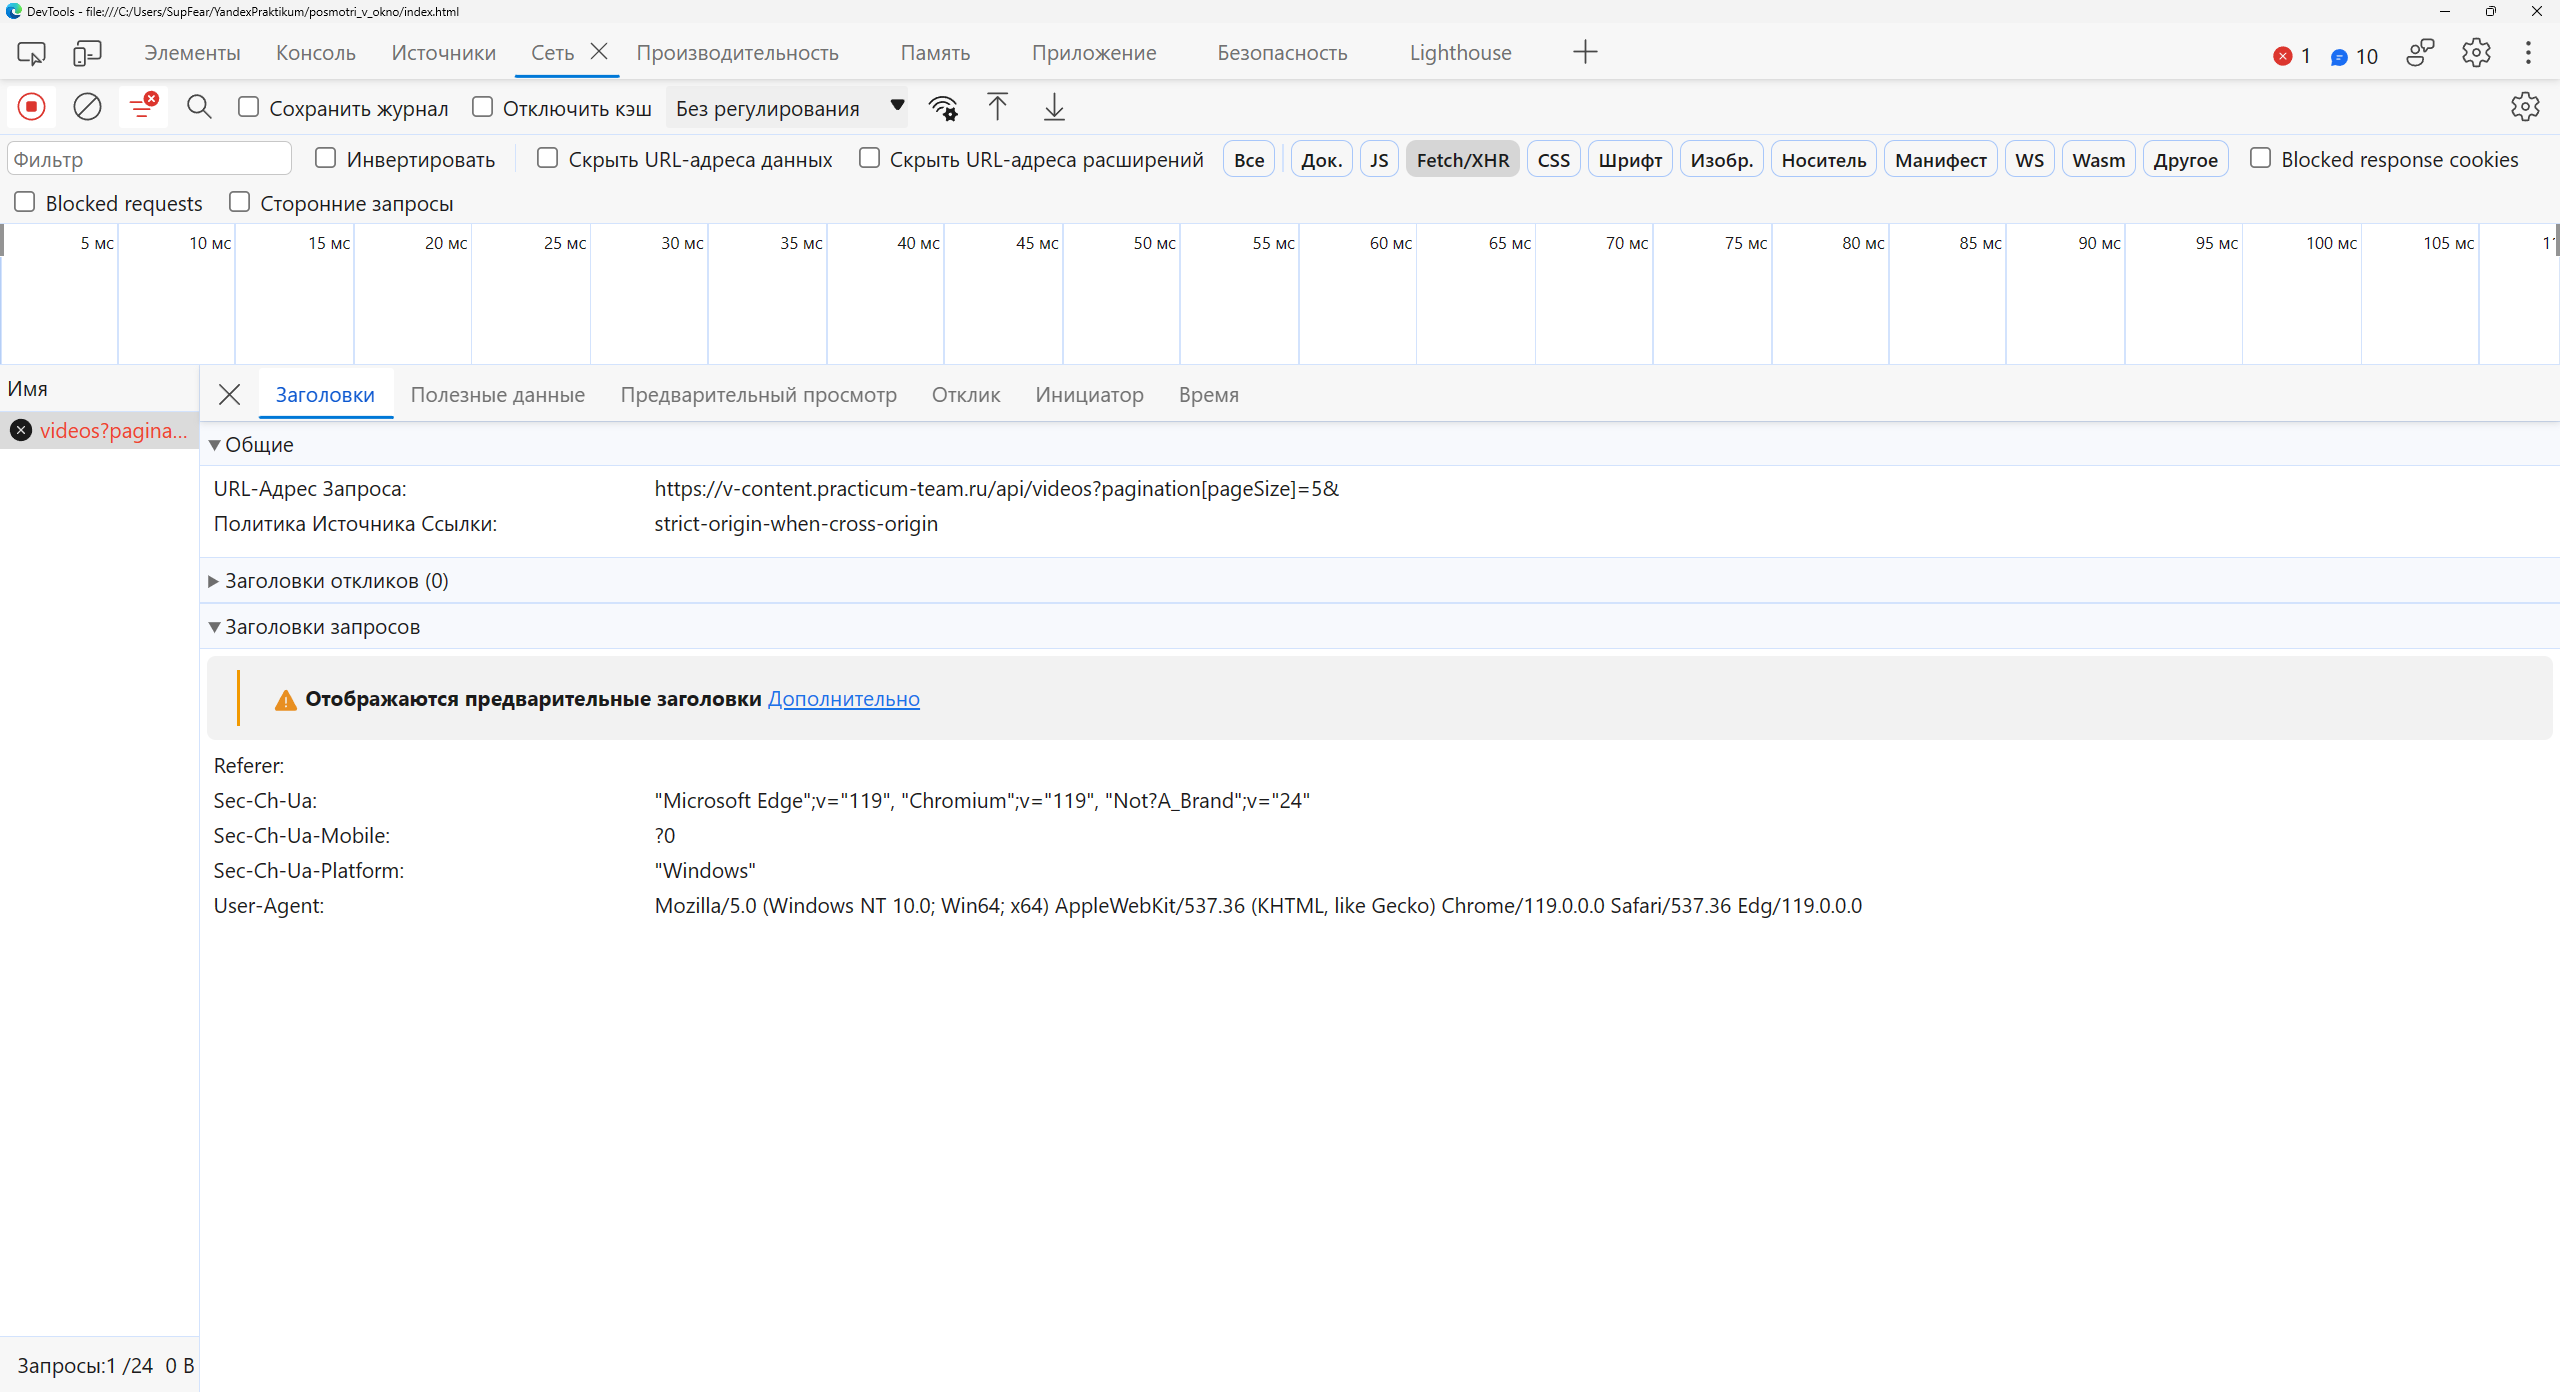 DevTools - file:///C:/Users/SupFear/YandexPraktikum/posmotri_v_okno/index.html
Элементы Консоль Источники Сеть Производительность Память Приложение Безопасность Lighthouse 1 10
Сохранить журнал Отключить кэш Без регулирования
Фильтр Инвертировать Скрыть URL-адреса данных Скрыть URL-адреса расширений Все Док. JS Fetch/XHR CSS Шрифт Изобр. Носитель Манифест WS Wasm Другое Blocked response cookies
Blocked requests Сторонние запросы
5 мс 10 мс 15 мс 20 мс 25 мс 30 мс 35 мс 40 мс 45 мс 50 мс 55 мс 60 мс 65 мс 70 мс 75 мс 80 мс 85 мс 90 мс 95 мс 100 мс 105 мс
Имя Заголовки Полезные данные Предварительный просмотр Отклик Инициатор Время
videos?pagina...
Общие
URL-Адрес Запроса: https://v-content.practicum-team.ru/api/videos?pagination[pageSize]=5&
Политика Источника Ссылки: strict-origin-when-cross-origin
Заголовки откликов (0)
Заголовки запросов
Отображаются предварительные заголовки Дополнительно
Referer:
Sec-Ch-Ua: "Microsoft Edge";v="119", "Chromium";v="119", "Not?A_Brand";v="24"
Sec-Ch-Ua-Mobile: ?0
Sec-Ch-Ua-Platform: "Windows"
User-Agent: Mozilla/5.0 (Windows NT 10.0; Win64; x64) AppleWebKit/537.36 (KHTML, like Gecko) Chrome/119.0.0.0 Safari/537.36 Edg/119.0.0.0
Запросы:1 /24 0 B